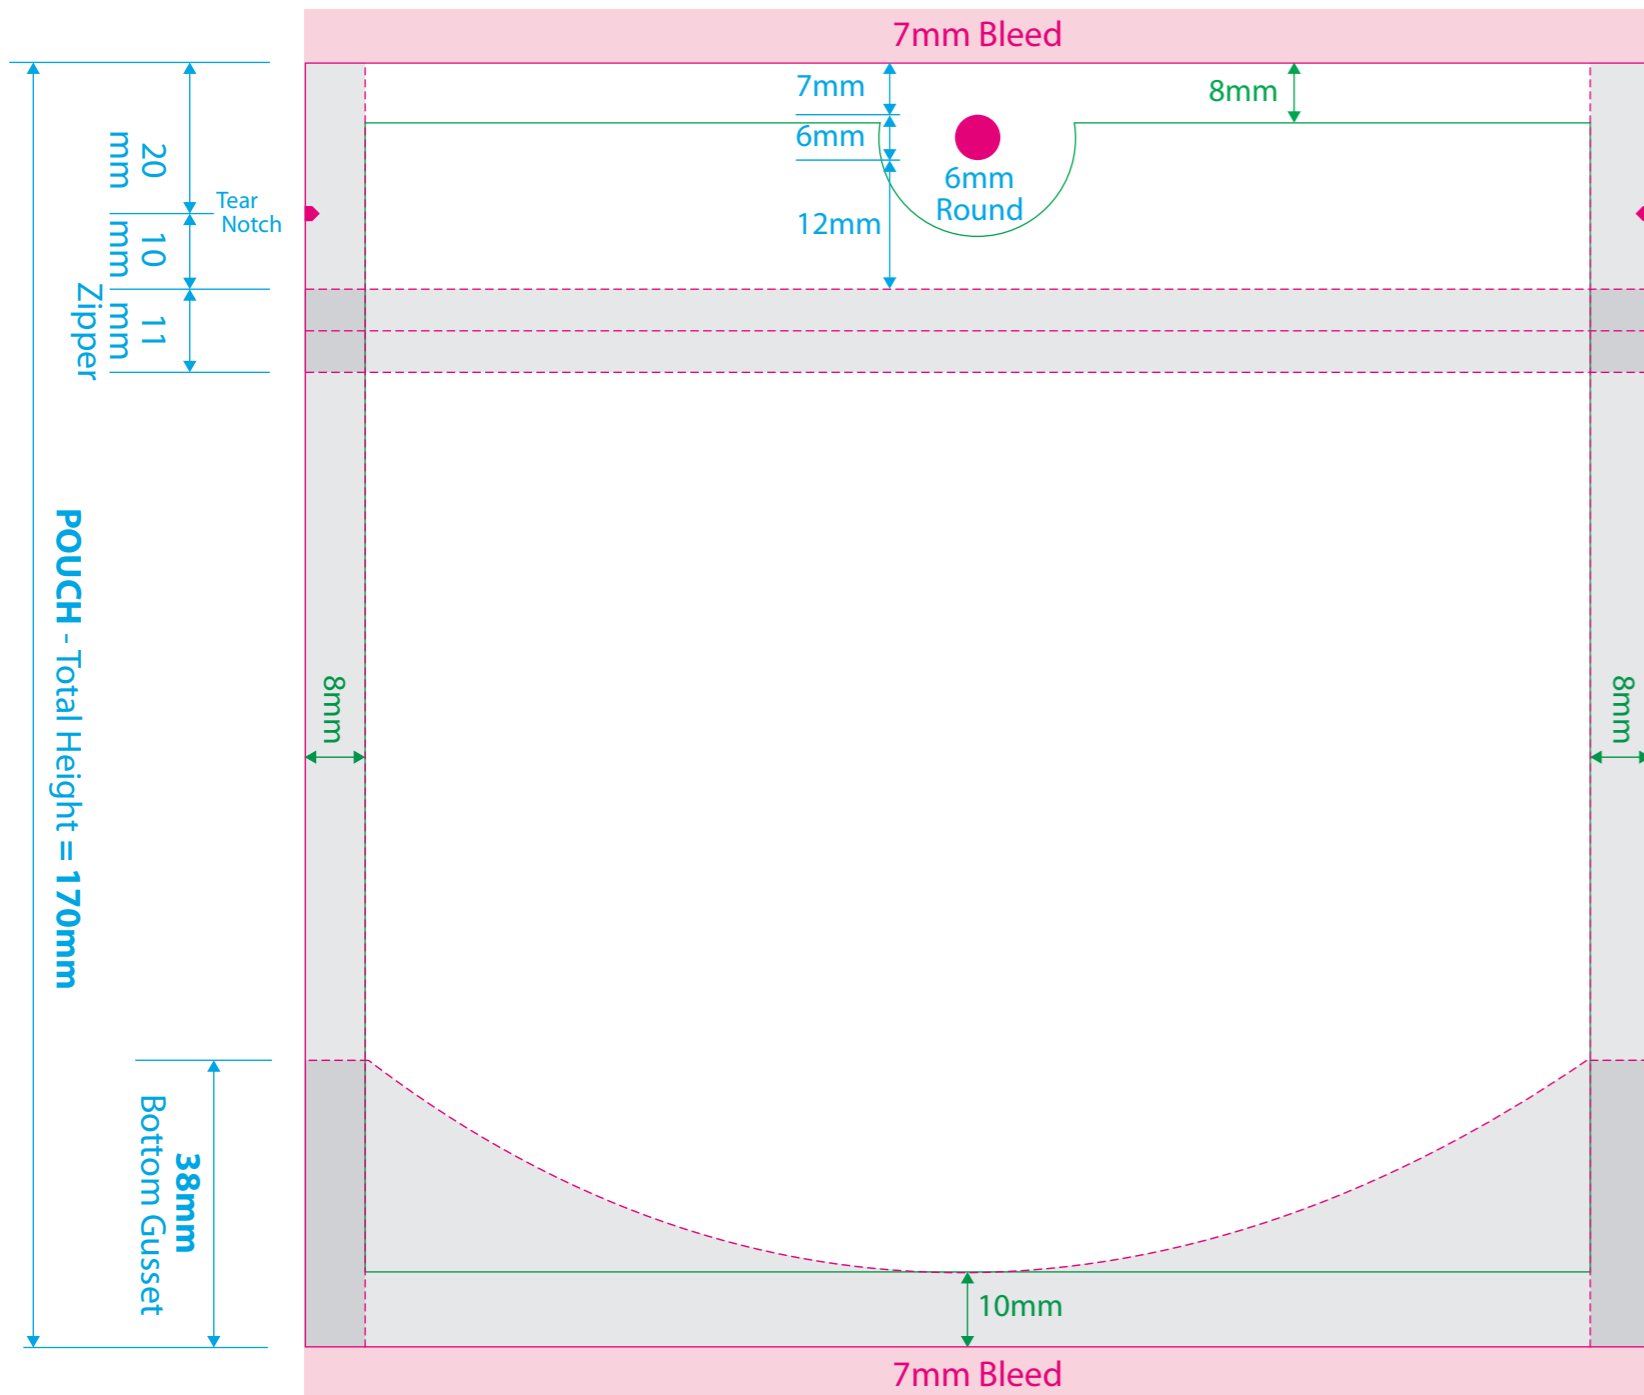 7mm Bleed
7mm
8mm
6mm
6mm
Round
12mm
20
mm
Tear
Notch
10
mm
11
mm
Zipper
POUCH - Total Height = 170mm
8mm
8mm
38mm
Bottom Gusset
10mm
7mm Bleed